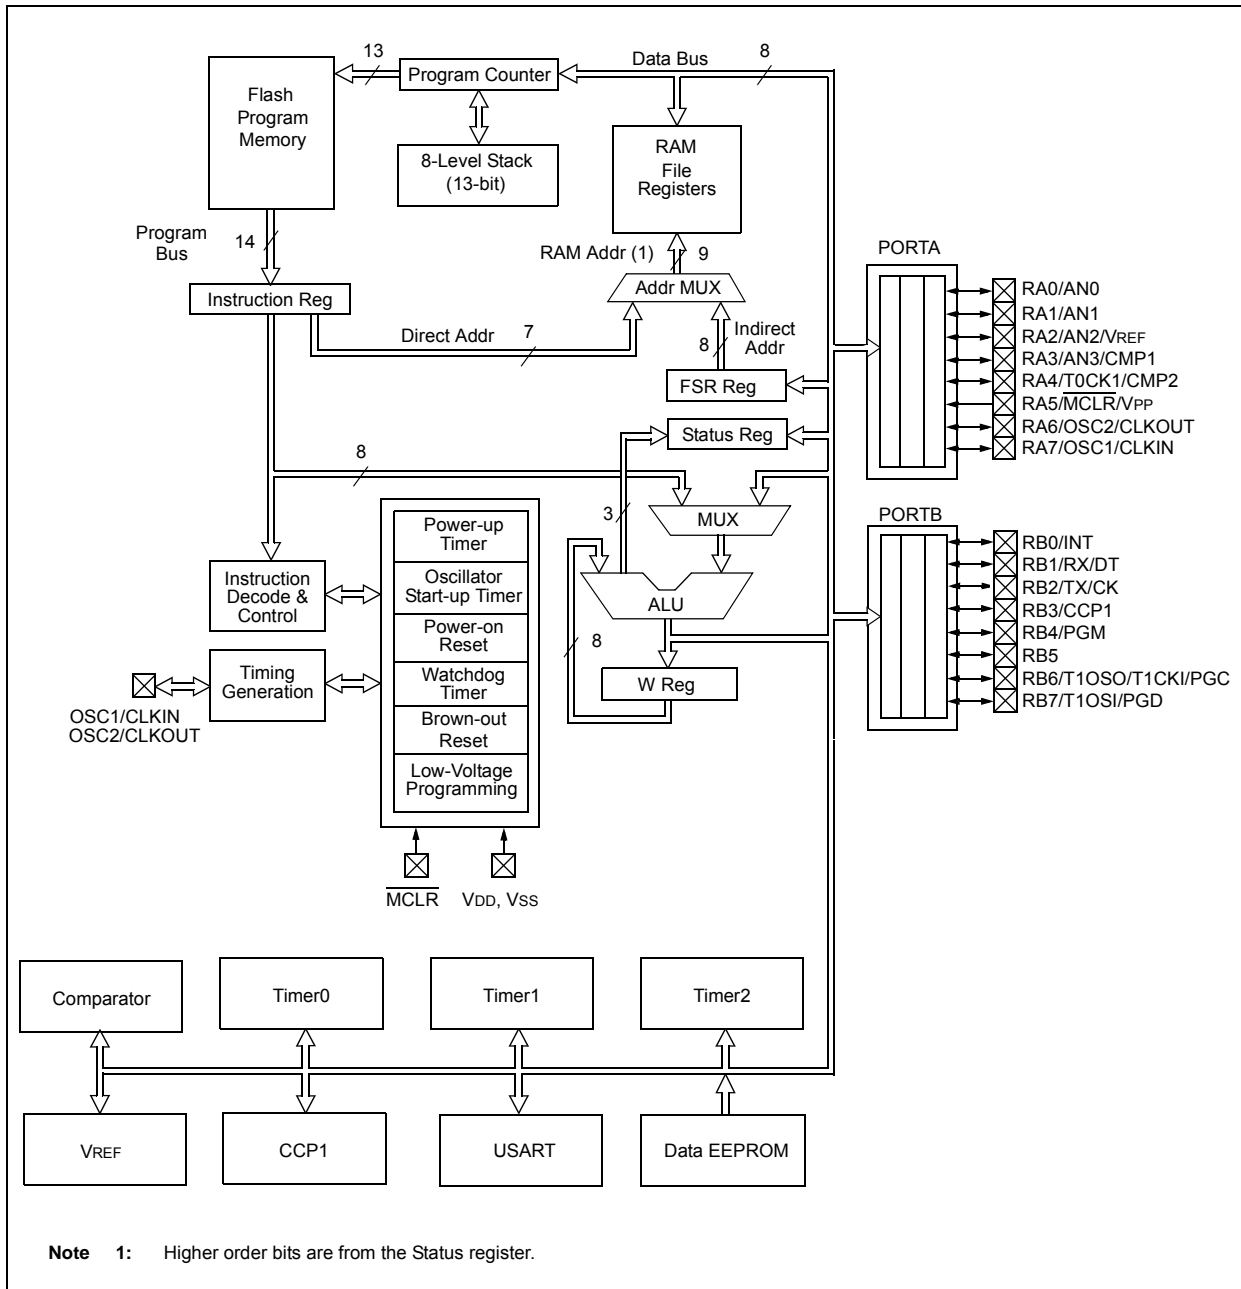 13
Data Bus
8
Program Counter
Flash
Program
Memory
8-Level Stack
(13-bit)
RAM
File
Registers
Program
Bus
14
RAM Addr (1)
9
Addr MUX
Instruction Reg
Direct Addr
7
8
Indirect
Addr
FSR Reg
Status Reg
8
3
MUX
Power-up
Timer
Oscillator
Start-up Timer
Power-on
Reset
Watchdog
Timer
Brown-out
Reset
Low-Voltage
Programming
Instruction
Decode &
Control
Timing
Generation
OSC1/CLKIN
OSC2/CLKOUT
ALU
8
W Reg
MCLR
VDD, VSS
PORTA
RA0/AN0
RA1/AN1
RA2/AN2/VREF
RA3/AN3/CMP1
RA4/T0CK1/CMP2
RA5/MCLR/VPP
RA6/OSC2/CLKOUT
RA7/OSC1/CLKIN
PORTB
RB0/INT
RB1/RX/DT
RB2/TX/CK
RB3/CCP1
RB4/PGM
RB5
RB6/T1OSO/T1CKI/PGC
RB7/T1OSI/PGD
Comparator
Timer0
Timer1
Timer2
VREF
CCP1
USART
Data EEPROM
Note 1: Higher order bits are from the Status register.